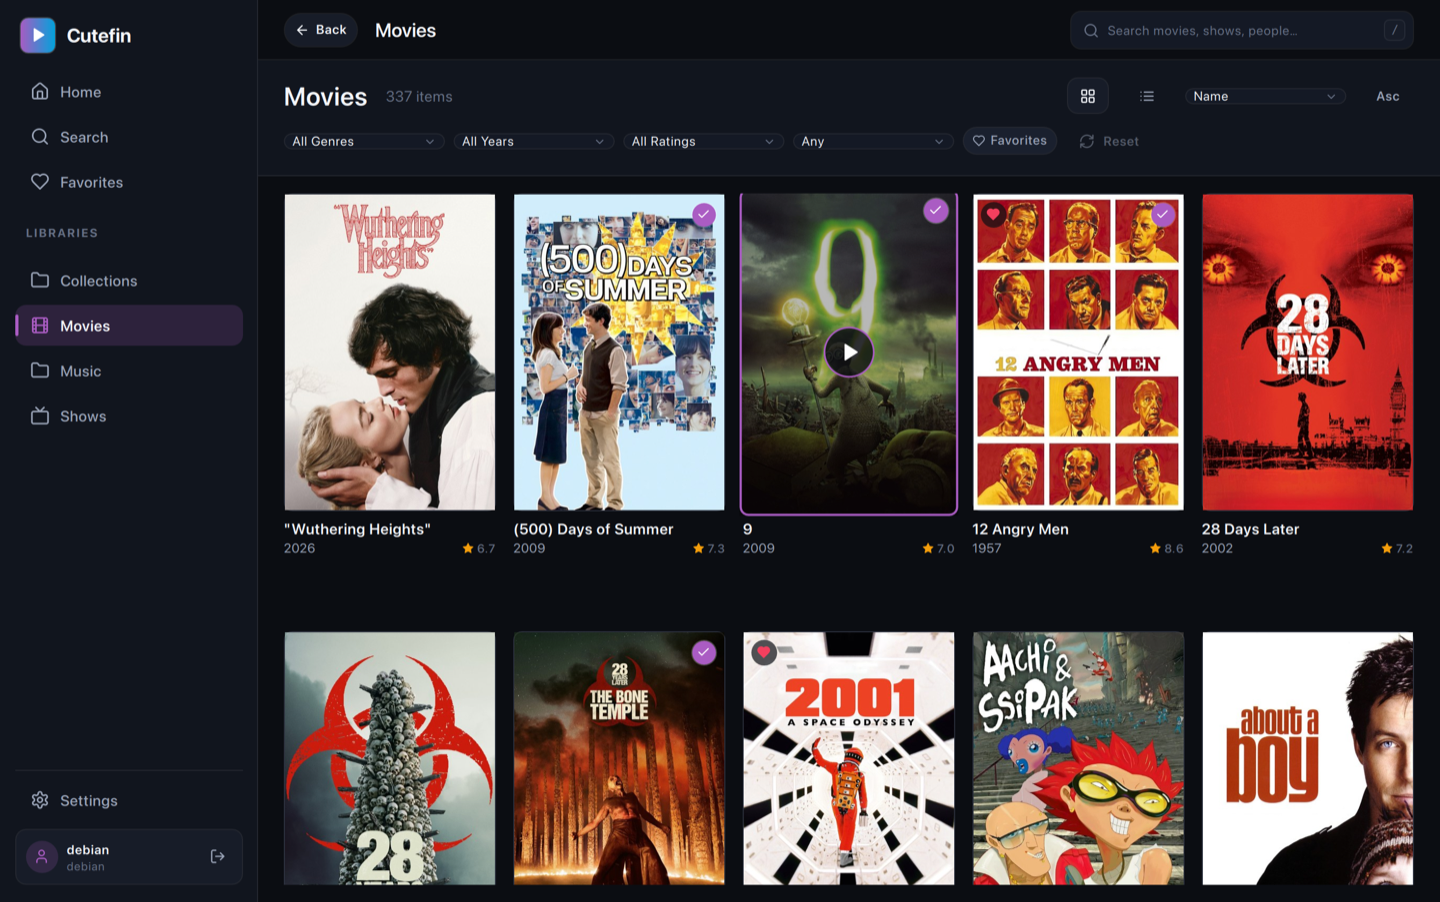 Cutefin
Back
Movies
Search movies, shows, people...
/
Home
Search
Favorites
LIBRARIES
Collections
Movies
Music
Shows
Settings
debian
debian
Movies
337 items
Name
Asc
All Genres
All Years
All Ratings
Any
Favorites
Reset
"Wuthering
Heights"
(500) DAYS
OF SUMMER
9
12 ANGRY MEN
28
DAYS
LATER
"Wuthering Heights"
2026
6.7
(500) Days of Summer
2009
7.3
9
2009
7.0
12 Angry Men
1957
8.6
28 Days Later
2002
7.2
28
28
YEARS
LATER
THE BONE
TEMPLE
2001
A SPACE ODYSSEY
AACHi &
SSiPAK
about a
boy